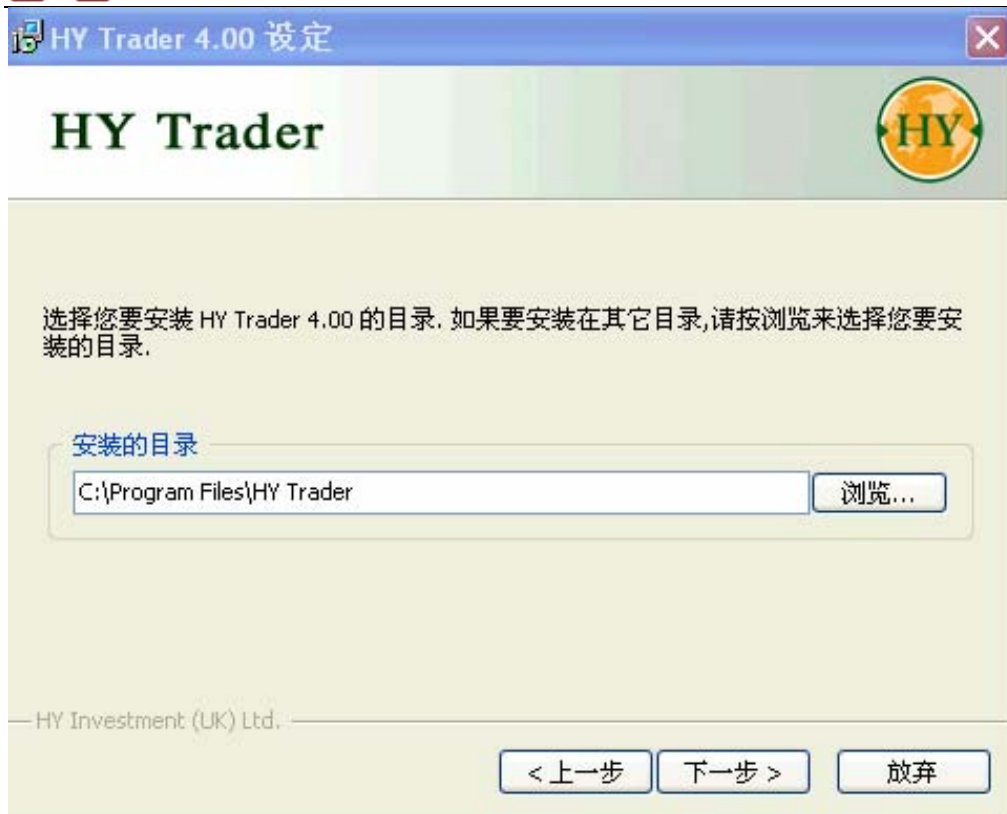 HY Trader 4.00 设定
HY Trader
HY
选择您要安装 HY Trader 4.00 的目录. 如果要安装在其它目录,请按浏览来选择您要安
装的目录.
安装的目录
C:\Program Files\HY Trader
浏览...
HY Investment (UK) Ltd.
< 上一步
下一步 >
放弃